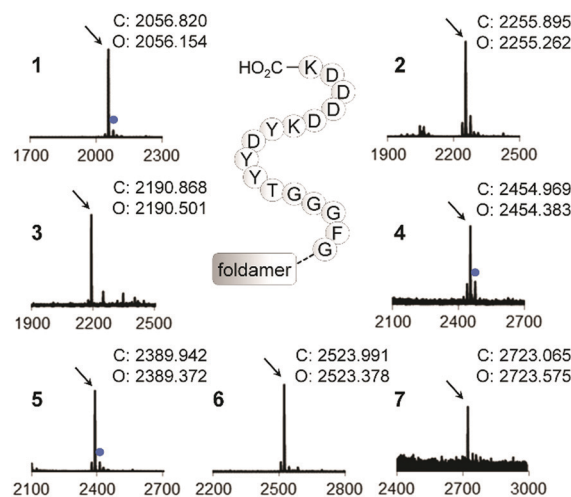 1
C: 2056.820
O: 2056.154
1700 2000 2300
HO2C K D D D D K Y D Y Y T G G G F G
foldamer
2
C: 2255.895
O: 2255.262
1900 2200 2500
3
C: 2190.868
O: 2190.501
1900 2200 2500
4
C: 2454.969
O: 2454.383
2100 2400 2700
5
C: 2389.942
O: 2389.372
2100 2400 2700
6
C: 2523.991
O: 2523.378
2200 2500 2800
7
C: 2723.065
O: 2723.575
2400 2700 3000